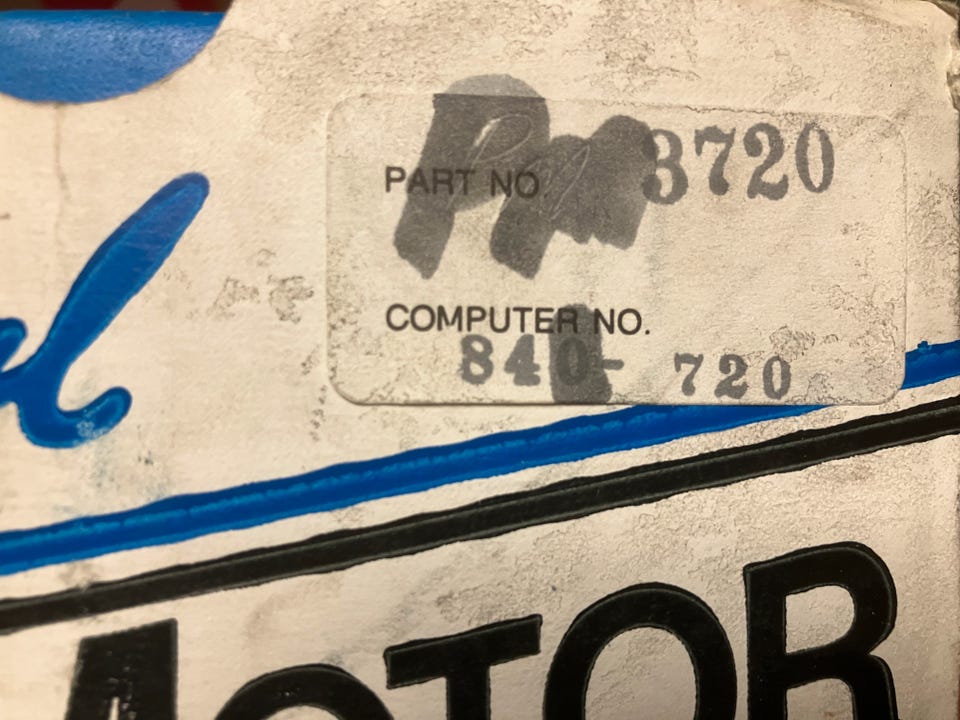 PART NO. 3720
COMPUTER NO.
840-720
MOTOR